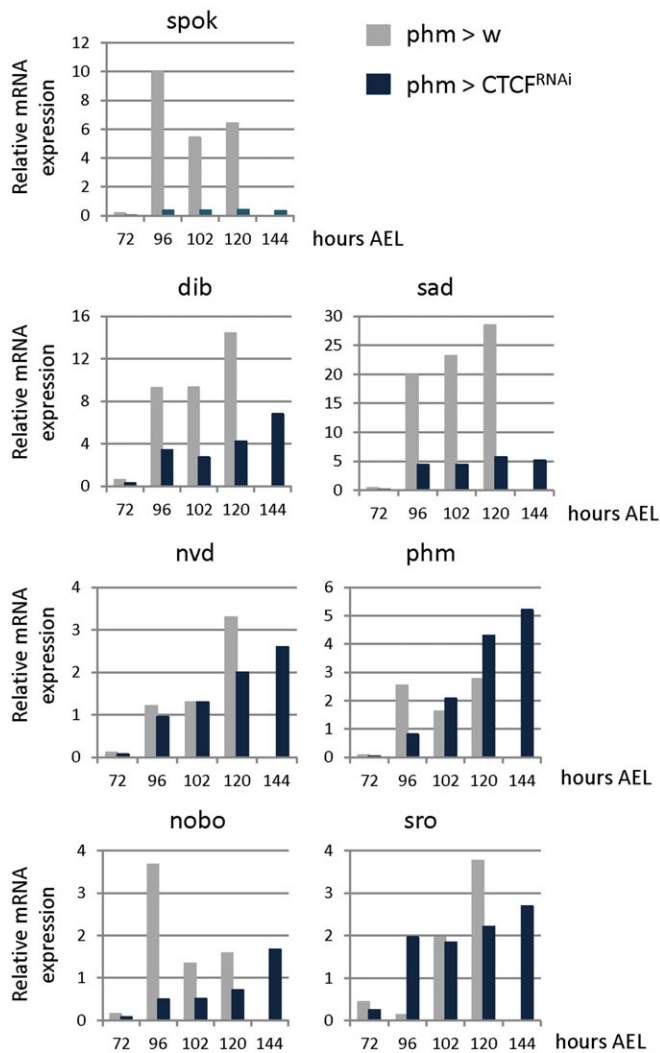 spok
phm > w
phm > CTCFRNAi
Relative mRNA
expression
12
10
8
6
4
2
0
72 96 102 120 144 hours AEL
dib
sad
Relative mRNA
expression
16
12
8
4
0
72 96 102 120 144
30
25
20
15
10
5
0
72 96 102 120 144 hours AEL
nvd
phm
Relative mRNA
expression
4
3
2
1
0
72 96 102 120 144
6
5
4
3
2
1
0
72 96 102 120 144 hours AEL
nobo
sro
Relative mRNA
expression
4
3
2
1
0
72 96 102 120 144
4
3
2
1
0
72 96 102 120 144 hours AEL